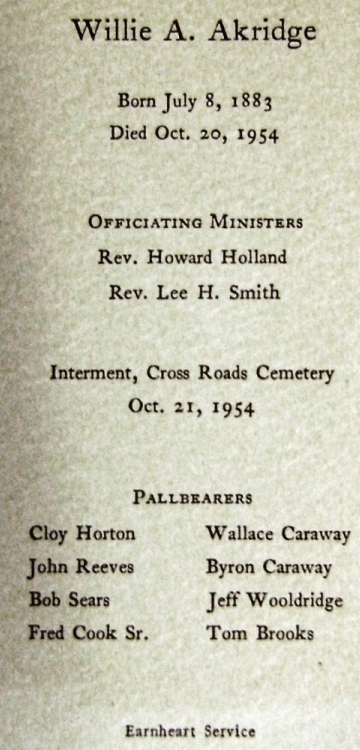 Willie A. Akridge
Born July 8, 1883
Died Oct. 20, 1954
Officiating Ministers
Rev. Howard Holland
Rev. Lee H. Smith
Interment, Cross Roads Cemetery
Oct. 21, 1954
Pallbearers
Cloy Horton Wallace Caraway
John Reeves Byron Caraway
Bob Sears Jeff Wooldridge
Fred Cook Sr. Tom Brooks
Earnheart Service